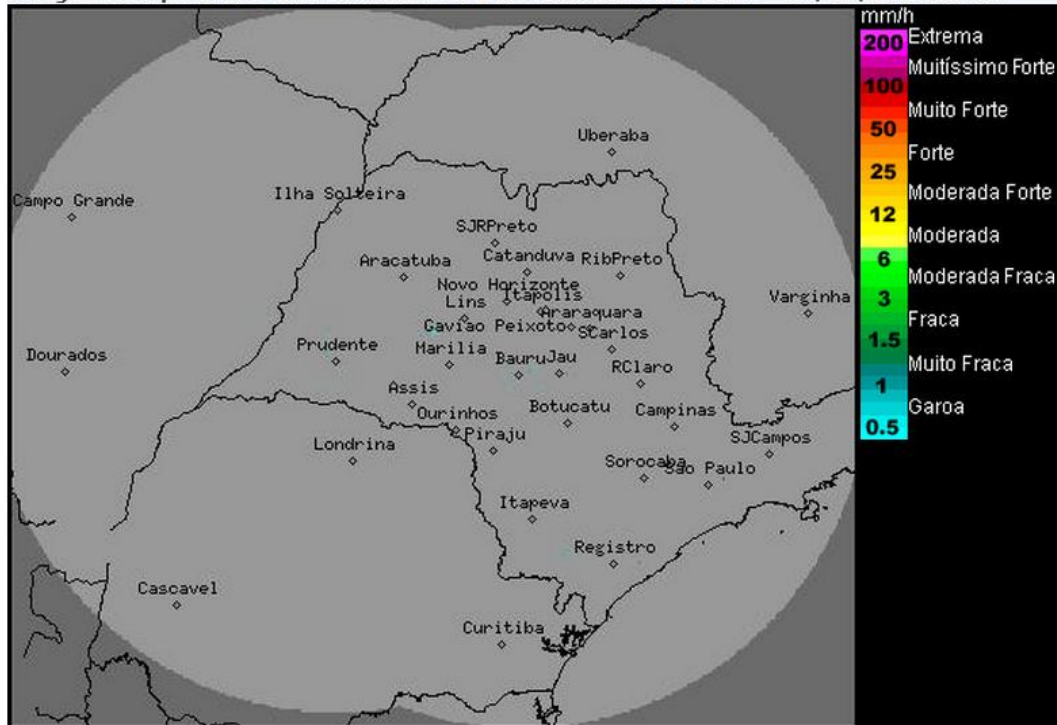 mm/h
200 Extrema
Muitíssimo Forte
100
Muito Forte
50
Forte
25
Moderada Forte
12
Moderada
6
Moderada Fraca
3
Fraca
1.5
Muito Fraca
1
Garoa
0.5
Uberaba
Campo Grande
Ilha Solteira
SJRPreto
Catanduva
Aracatuba
RibPreto
Novo Horizonte
Itapolis
Lins
Araraquara
Varginha
Gaviao Peixoto
SCarlos
Prudente
Marilia
Dourados
Bauru
Jau
RClaro
Assis
Ourinhos
Botucatu
Campinas
Piraju
Londrina
SJCampos
Sorocaba
Sao Paulo
Itapeva
Registro
Cascavel
Curitiba